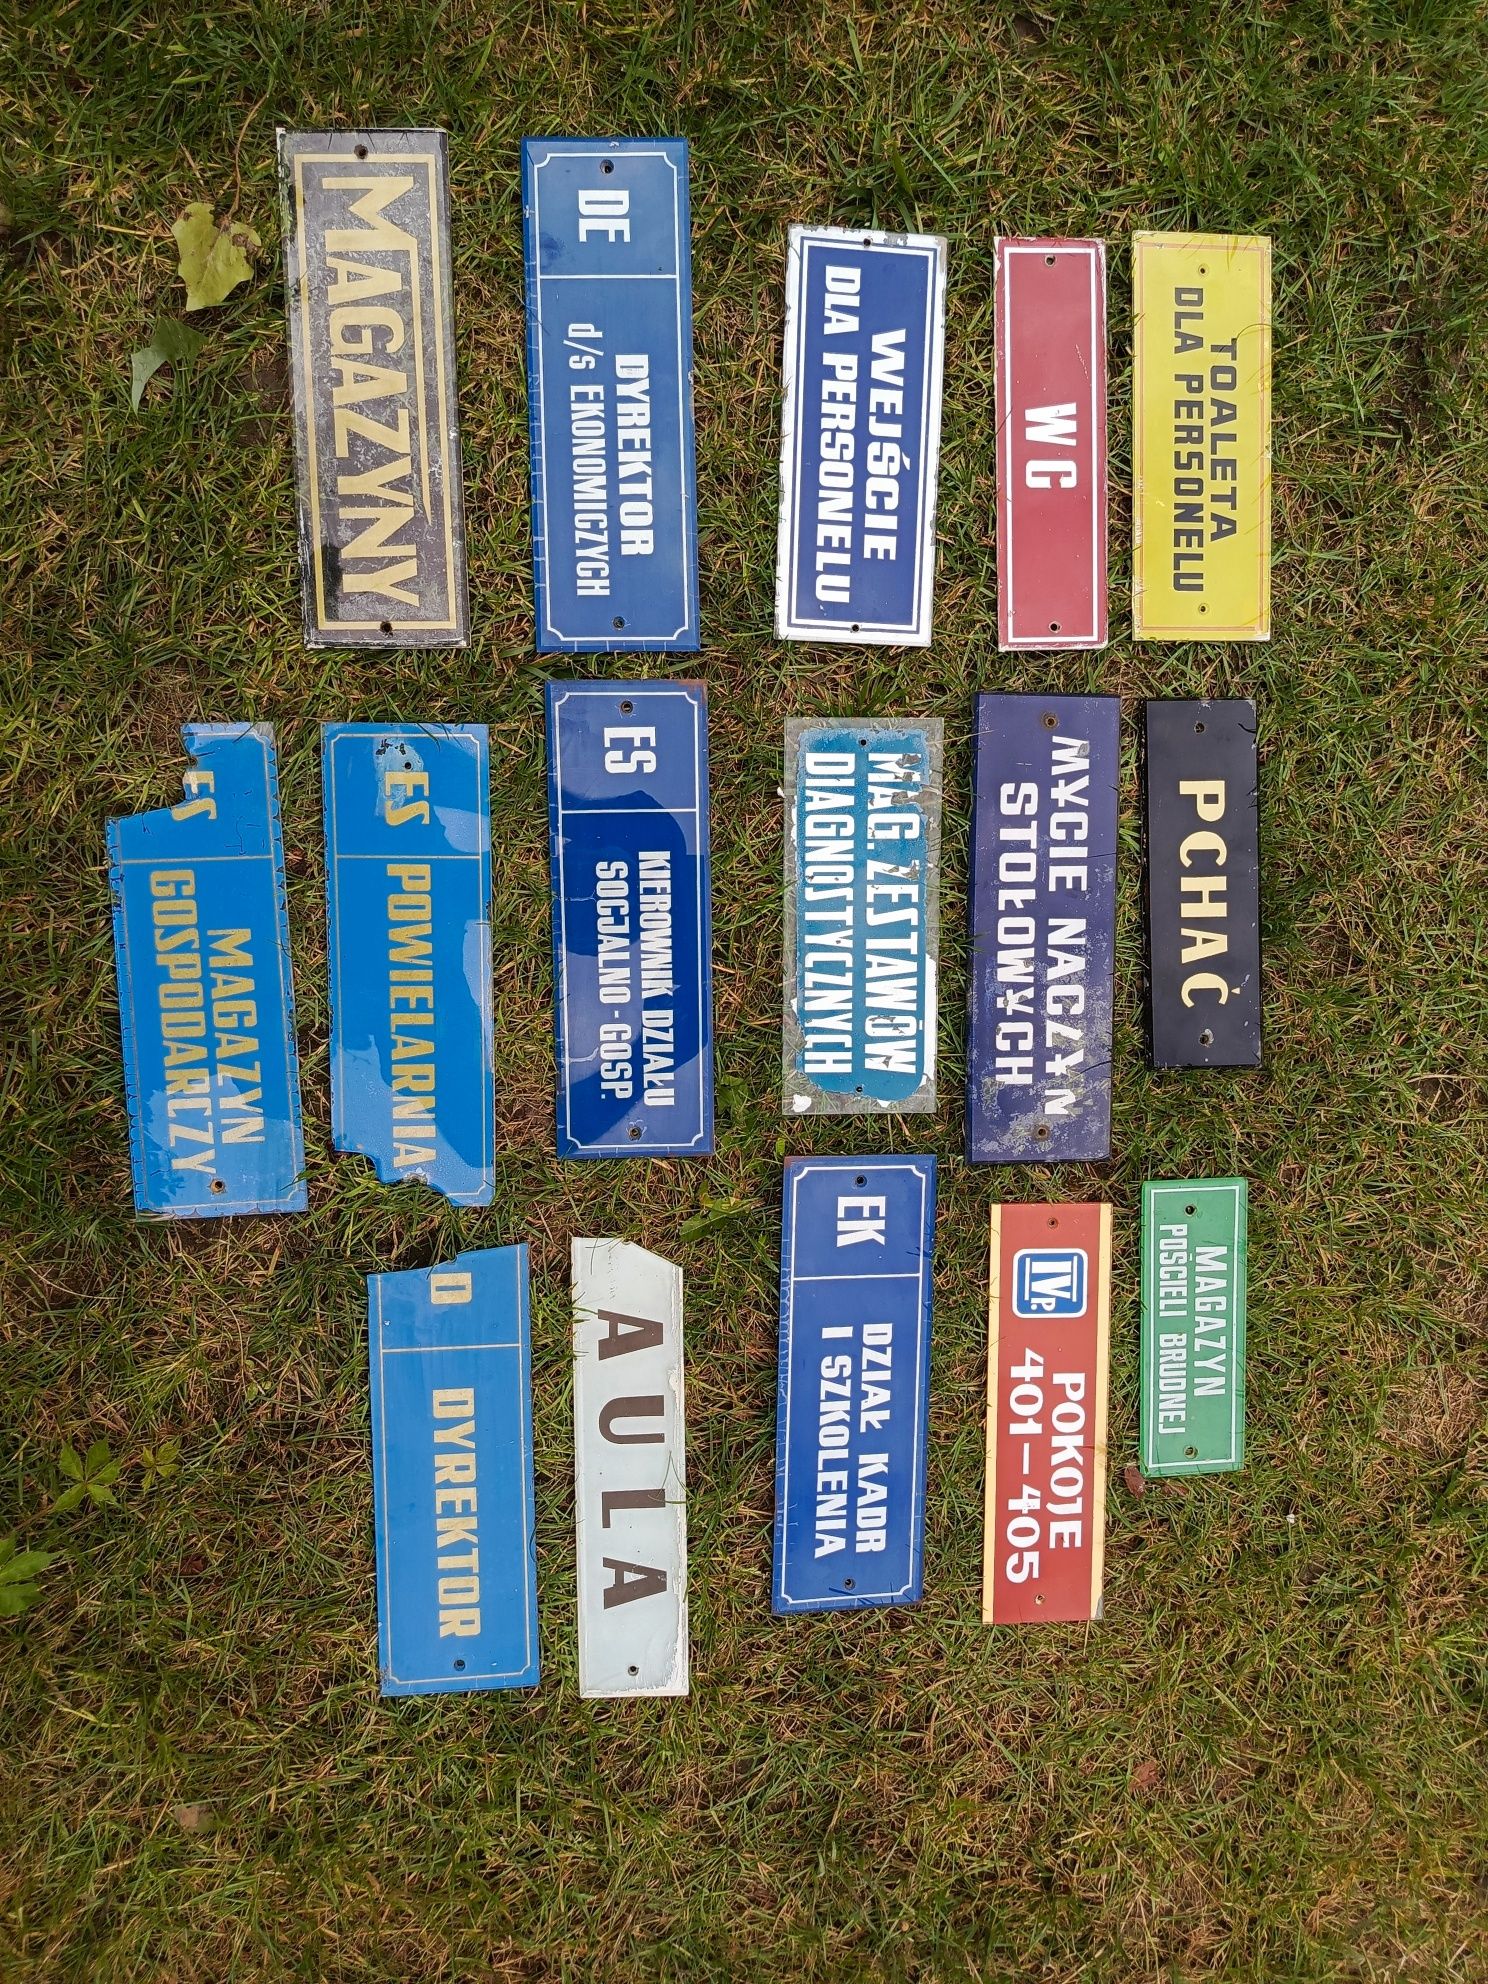 TOALETA
DLA PERSONELU
PCHAĆ
MAGAZYN
POŚCIELI BRUDNEJ
WC
MYCIE NACZYŃ
STOŁOWYCH
IVp.
POKOJE
401-405
WEJŚCIE
DLA PERSONELU
MAG. ZESTAWÓW
DIAGNOSTYCZNYCH
EK
DZIAŁ KADR
I SZKOLENIA
DE
DYREKTOR
d/s EKONOMICZYCH
ES
KIEROWNIK DZIAŁU
SOCJALNO-GOSP.
AULA
MAGAZYNY
ES
POWIELARNIA
D
DYREKTOR
ES
MAGAZYN
GOSPODARCZY